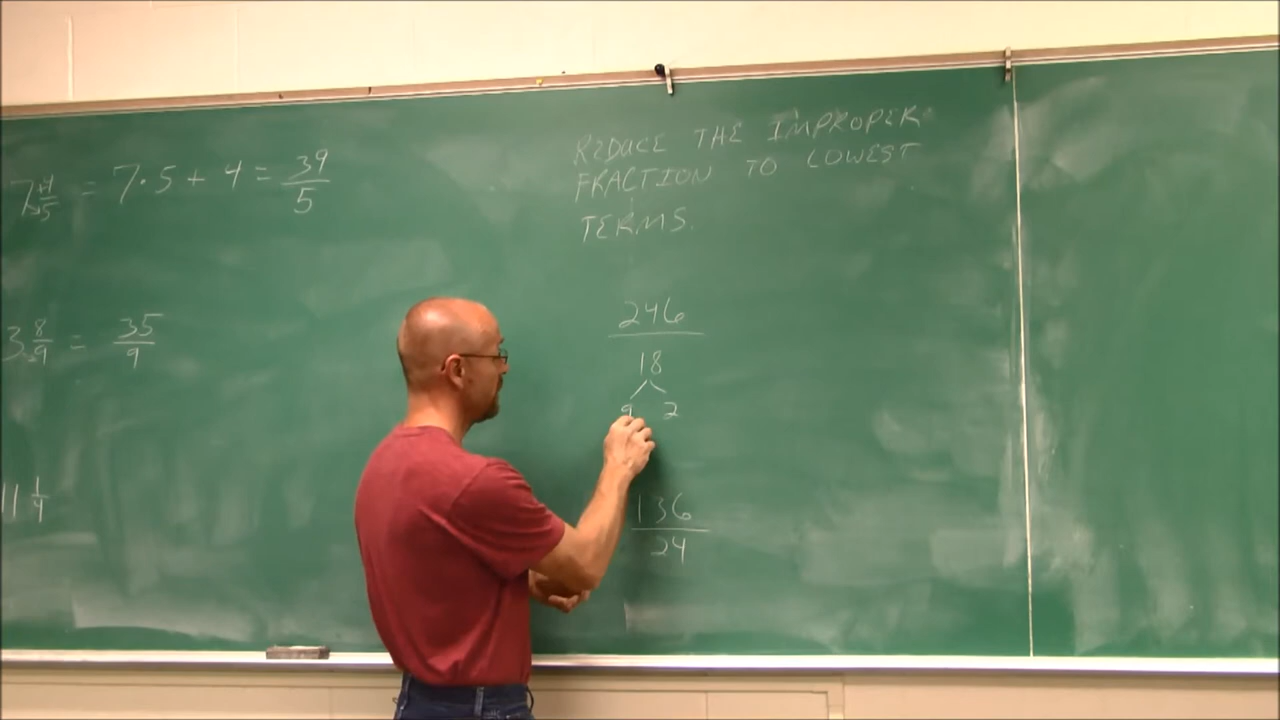 7 4/5 = 7·5 + 4 = 39/5
3 8/9 = 35/9
11 1/4
REDUCE THE IMPROPER
FRACTION TO LOWEST
TERMS.
246
18
9 2
136
24